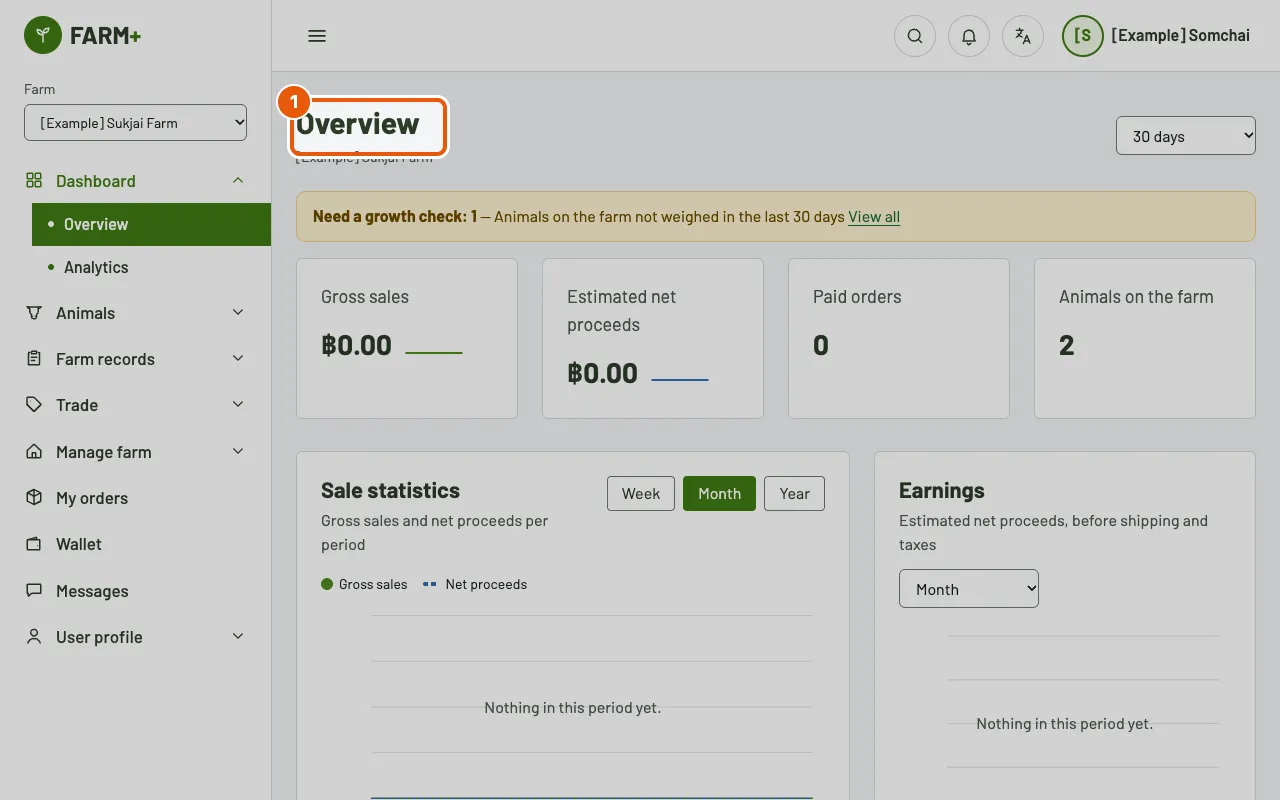 FARM+
Farm
[Example] Sukjai Farm
Dashboard
Overview
Analytics
Animals
Farm records
Trade
Manage farm
My orders
Wallet
Messages
User profile
[S
[Example] Somchai
1
Overview
[Example] Sukjai Farm
30 days
Need a growth check: 1 — Animals on the farm not weighed in the last 30 days View all
Gross sales
฿0.00
Estimated net
proceeds
฿0.00
Paid orders
0
Animals on the farm
2
Sale statistics
Gross sales and net proceeds per
period
Week
Month
Year
Gross sales
Net proceeds
Nothing in this period yet.
Earnings
Estimated net proceeds, before shipping and
taxes
Month
Nothing in this period yet.